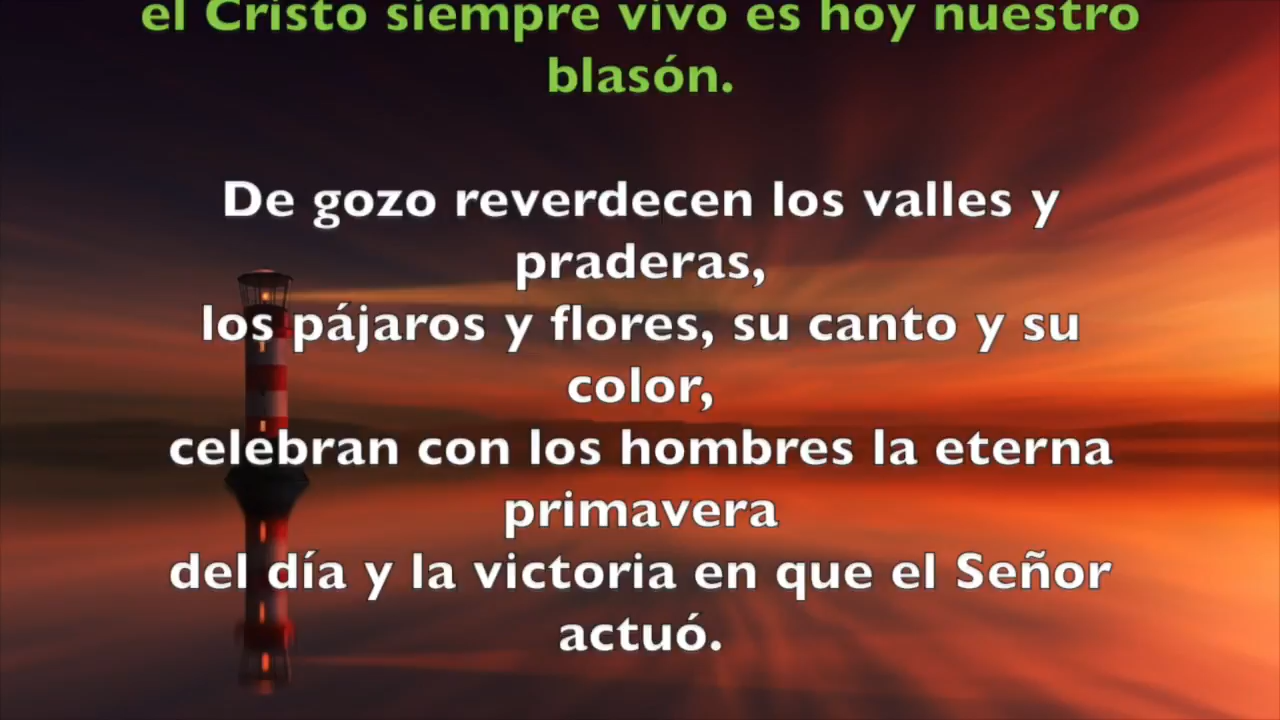 el Cristo siempre vivo es hoy nuestro
blasón.
De gozo reverdecen los valles y
praderas,
los pájaros y flores, su canto y su
color,
celebran con los hombres la eterna
primavera
del día y la victoria en que el Señor
actuó.